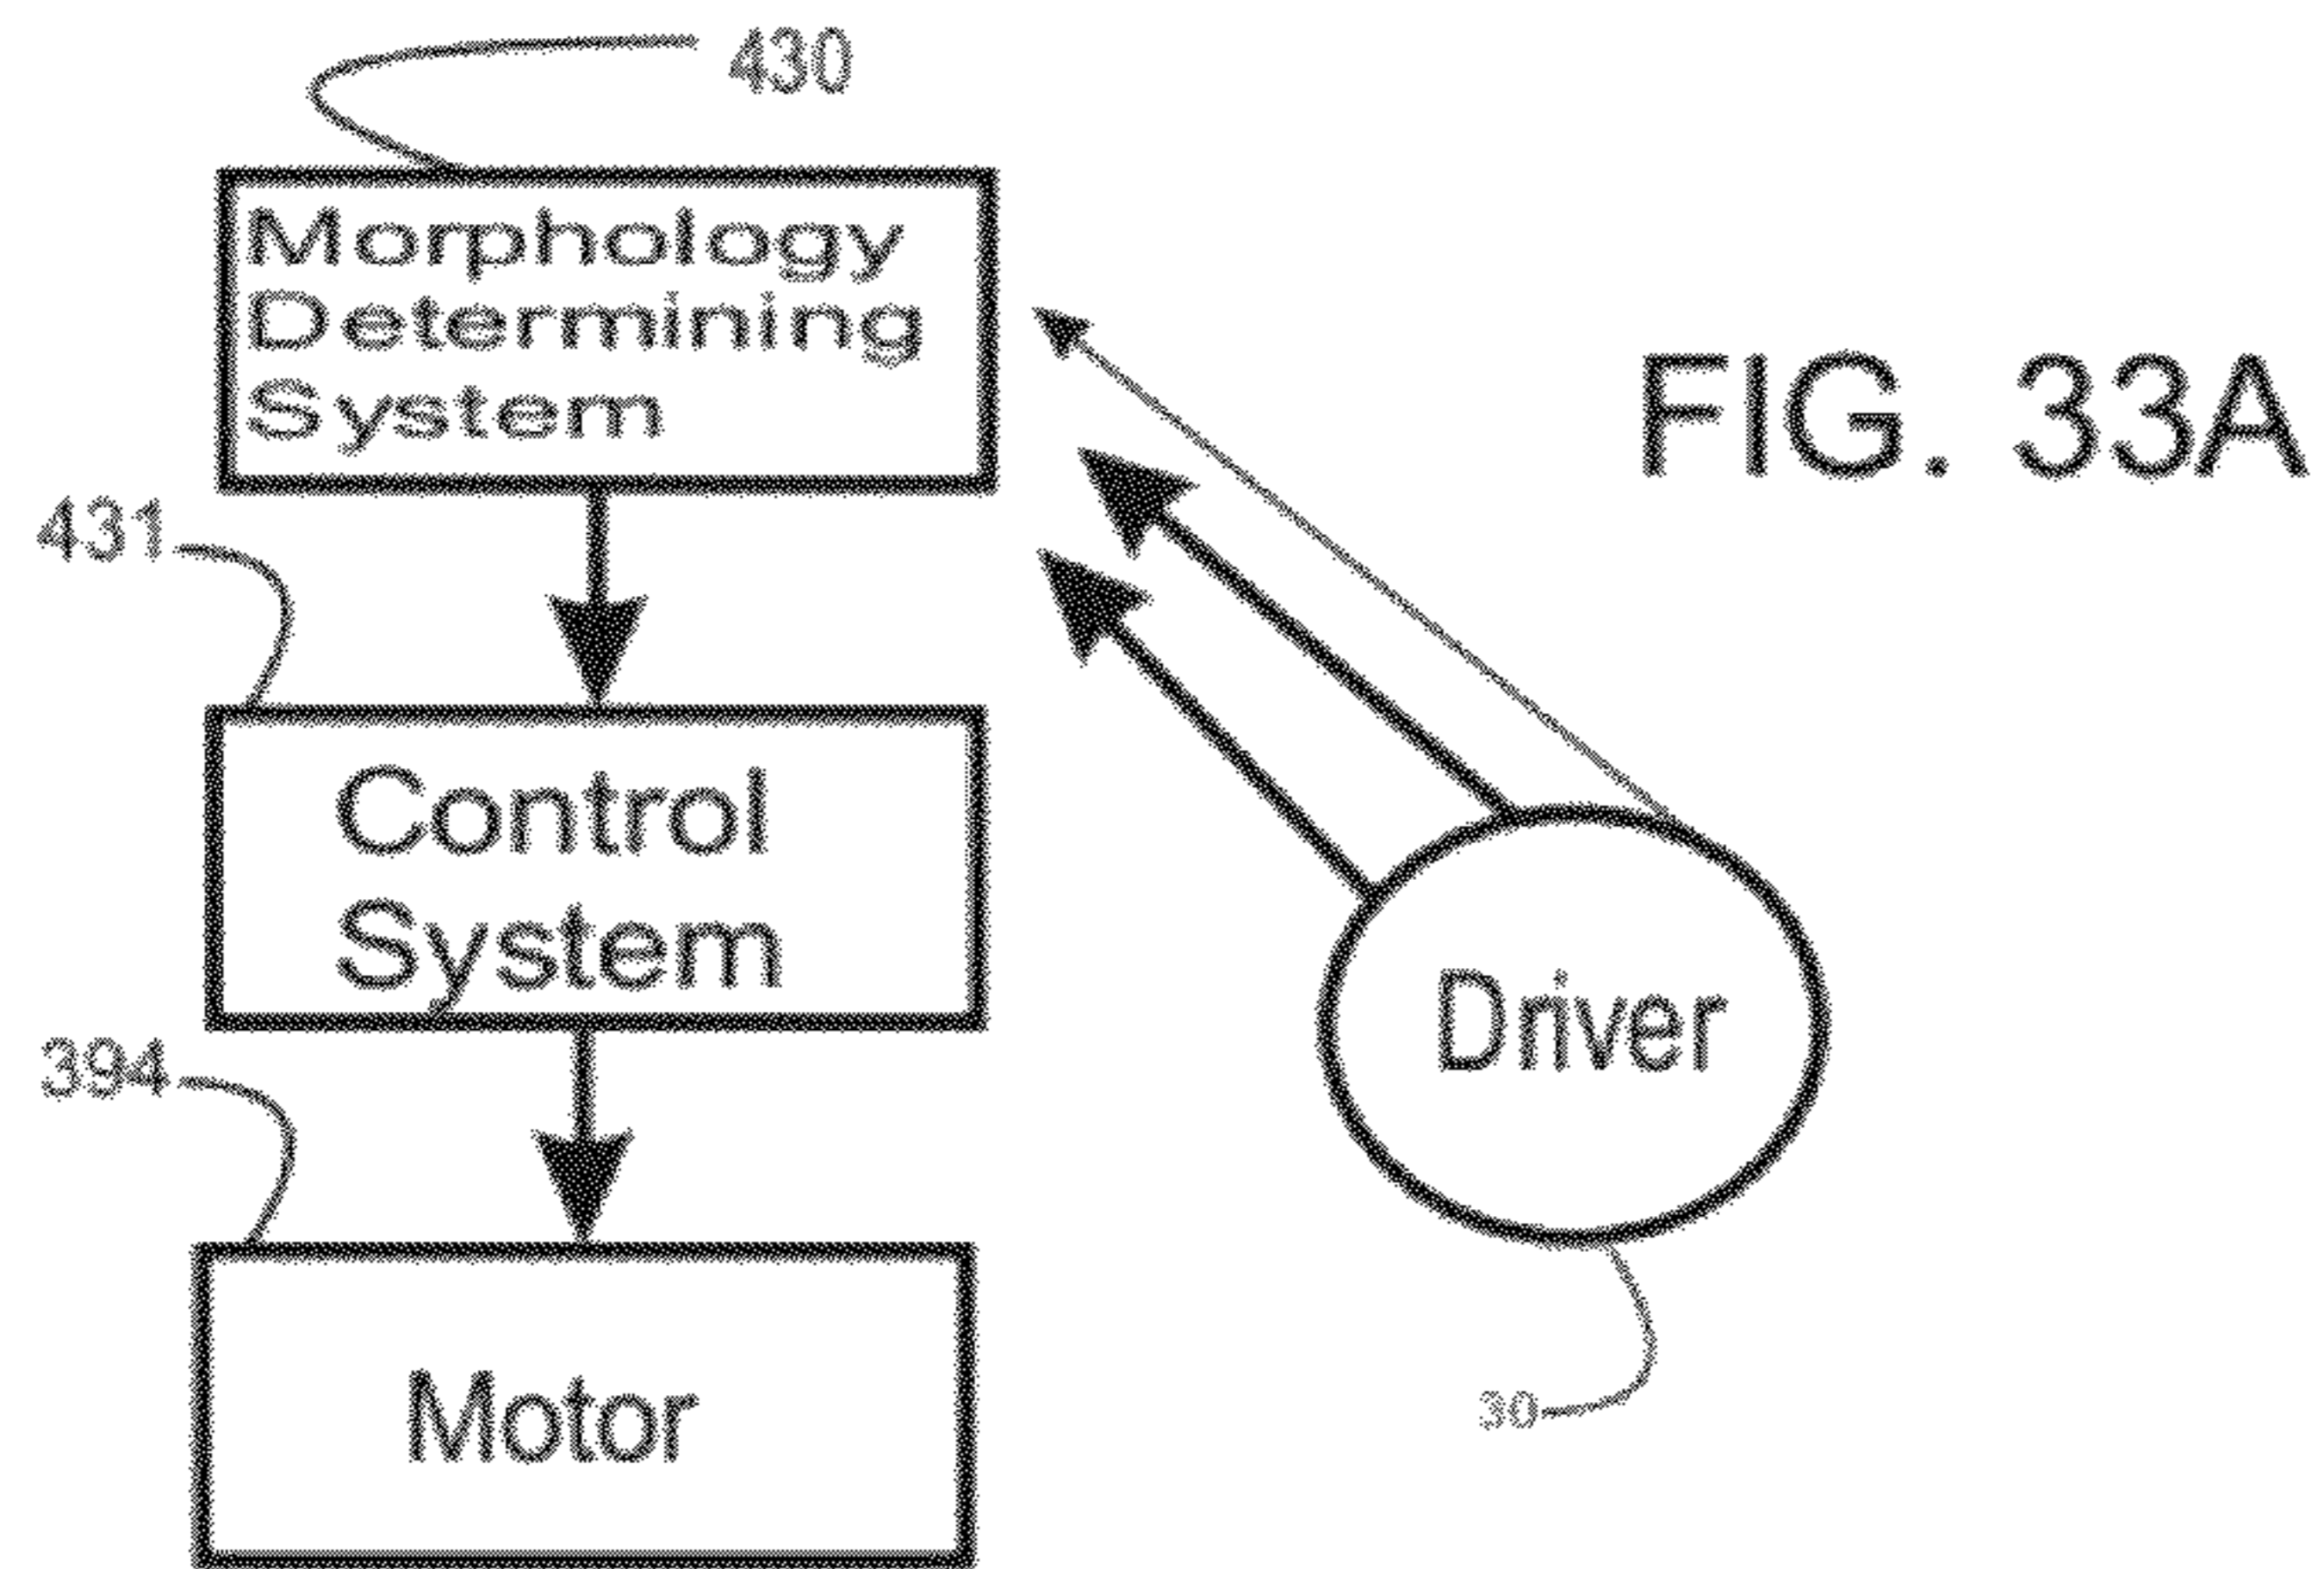 430
Morphology
Determining
System
FIG. 33A
431
Control
System
394
Driver
Motor
30